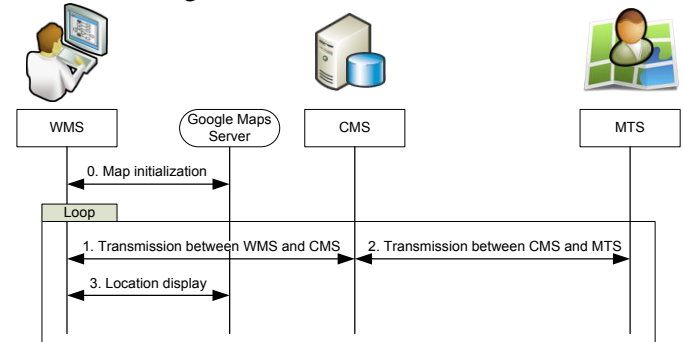 WMS
Google Maps
Server
CMS
MTS
0. Map initialization
Loop
1. Transmission between WMS and CMS
2. Transmission between CMS and MTS
3. Location display